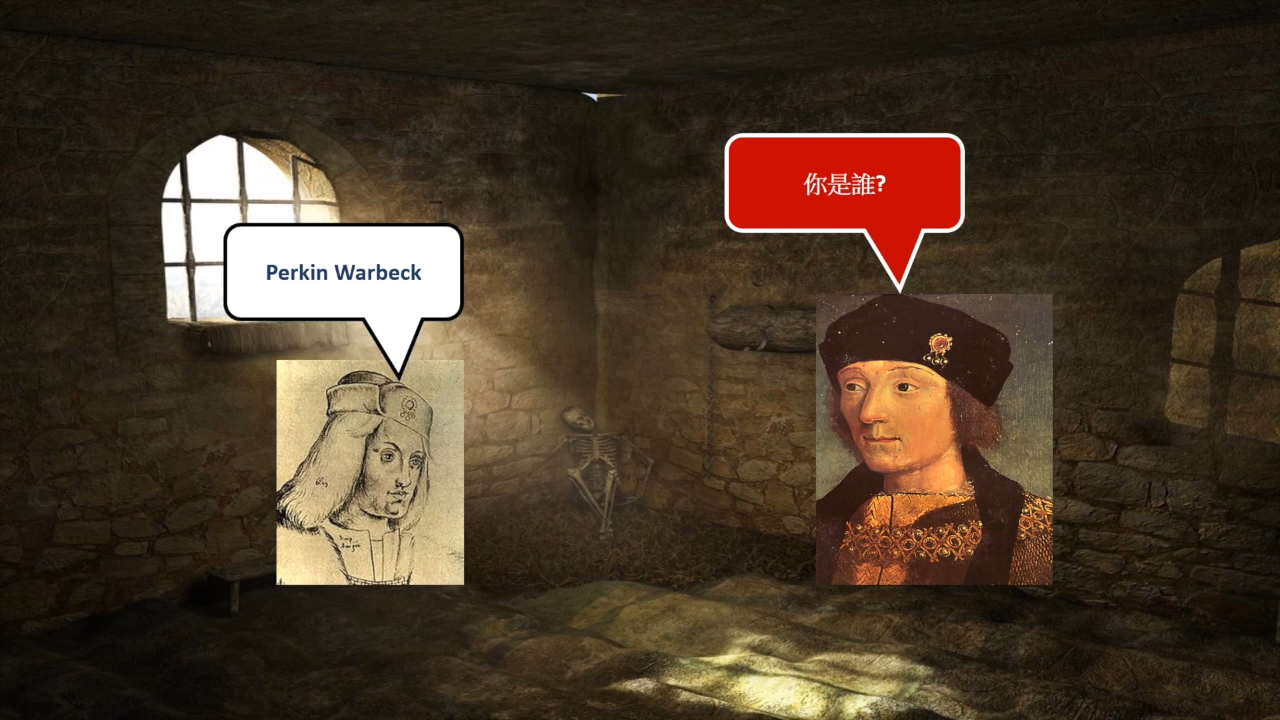 你是誰?
Perkin Warbeck